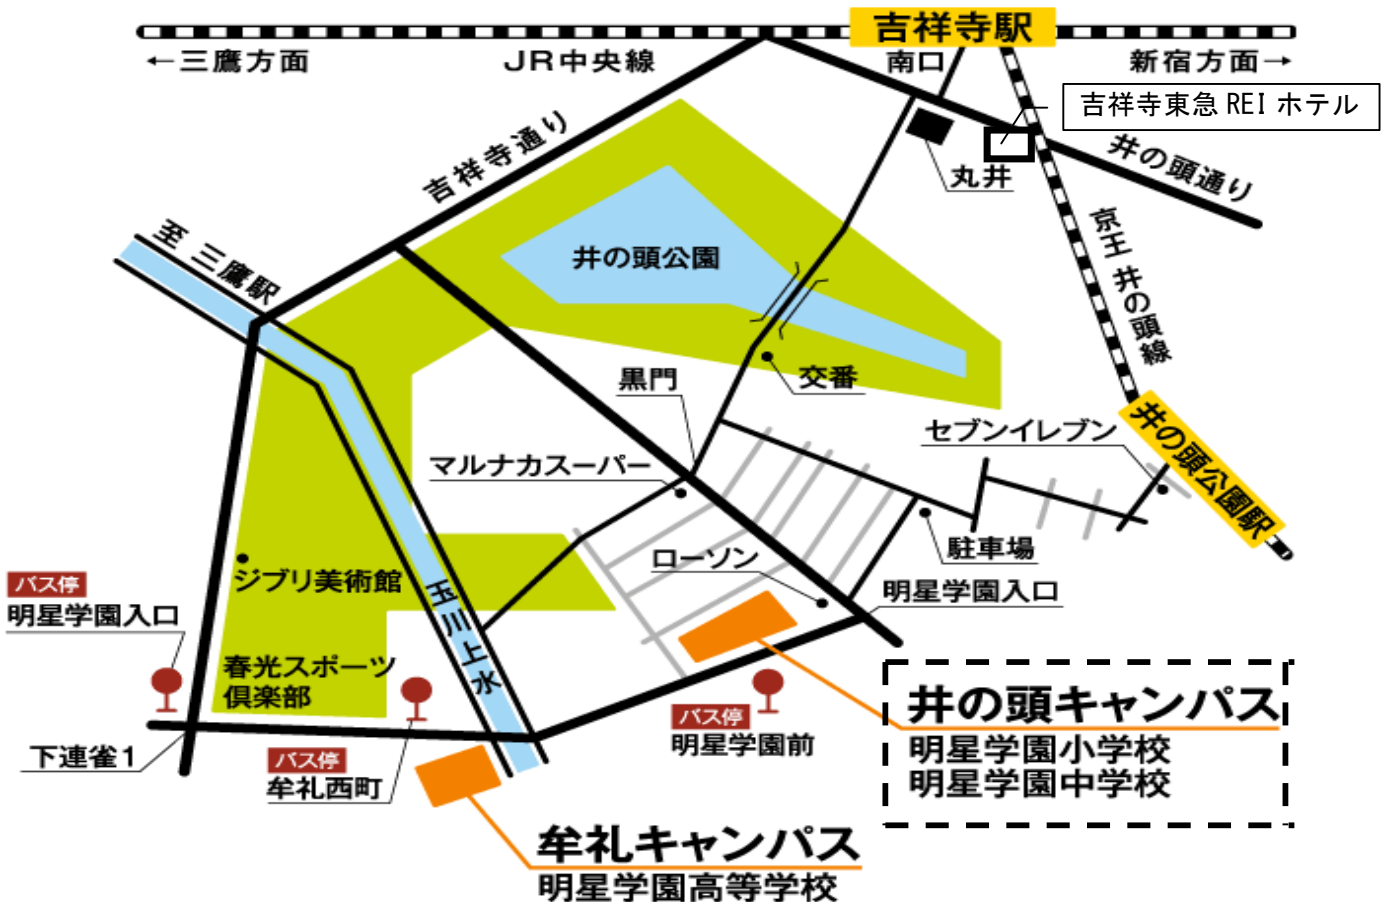 吉祥寺駅
←三鷹方面
JR中央線
南口
新宿方面→
吉祥寺東急 REI ホテル
吉祥寺通り
丸井
井の頭通り
京王 井の頭線
至 三鷹駅
井の頭公園
黒門
交番
セブンイレブン
井の頭公園駅
マルナカスーパー
駐車場
ローソン
明星学園入口
ジブリ美術館
バス停
明星学園入口
玉川上水
春光スポーツ
倶楽部
井の頭キャンパス
明星学園小学校
明星学園中学校
バス停
明星学園前
下連雀1
バス停
牟礼西町
牟礼キャンパス
明星学園高等学校